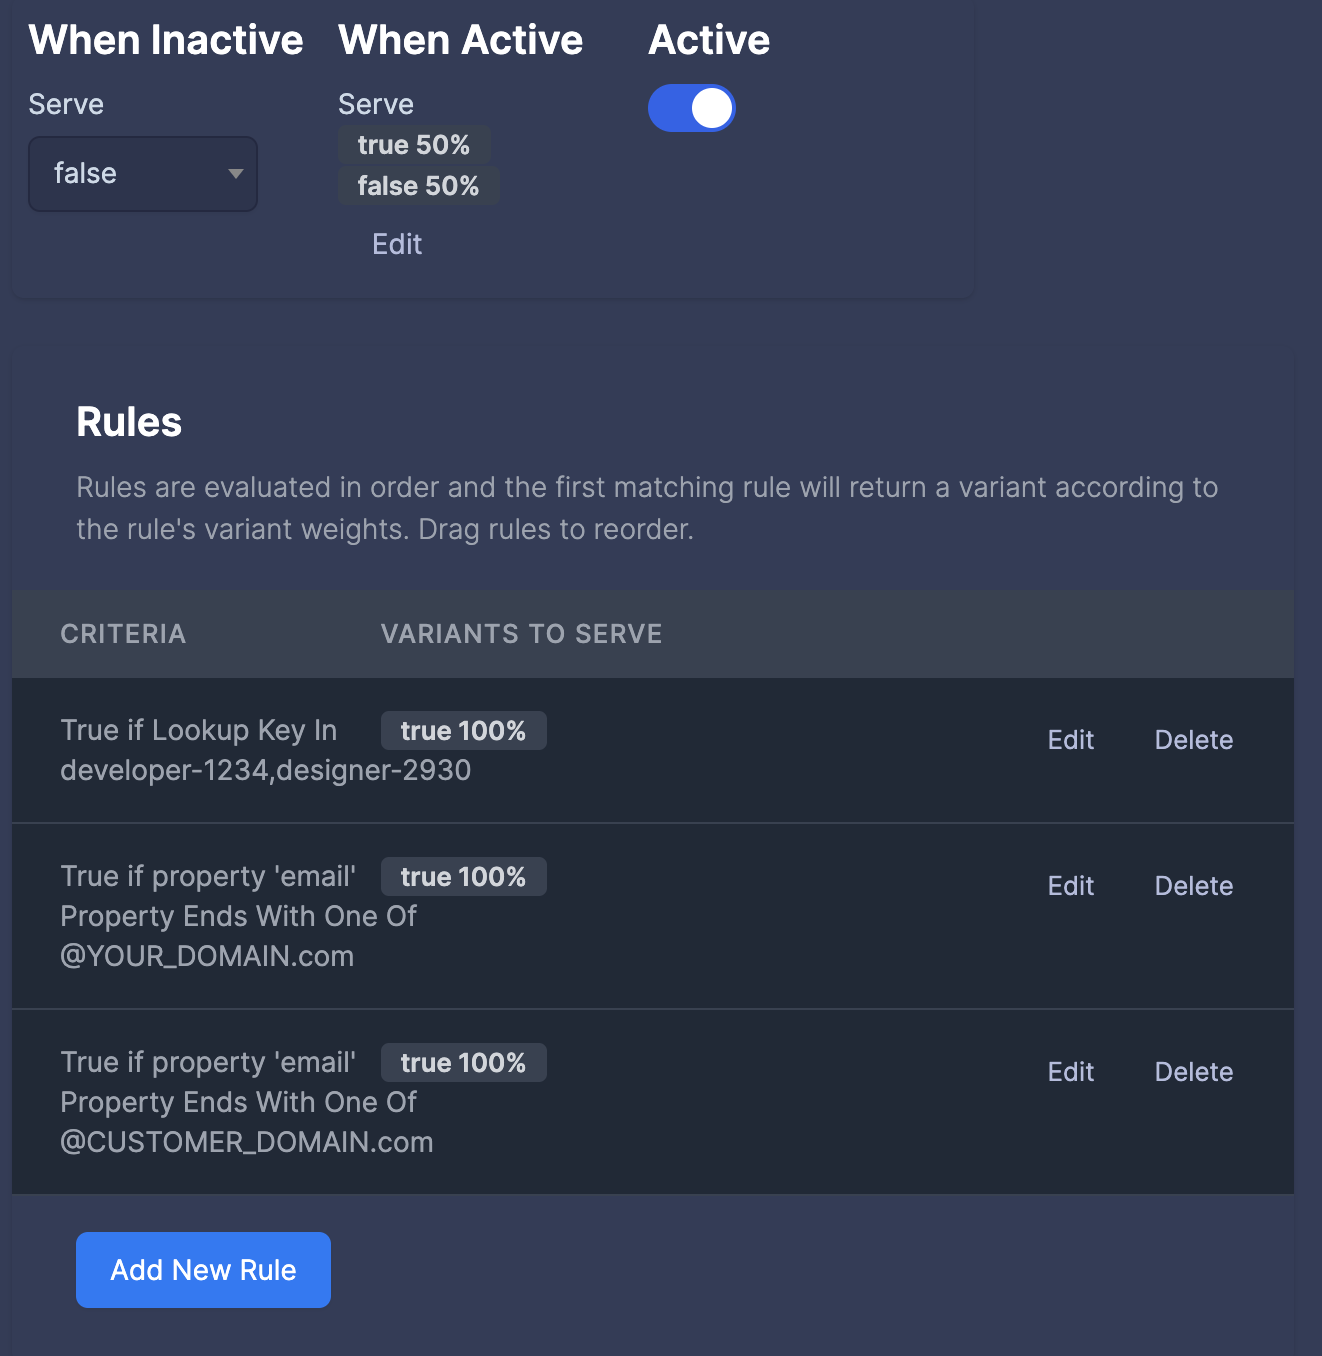 When Inactive
When Active
Active
Serve
Serve
false
true 50%
false 50%
Edit
Rules
Rules are evaluated in order and the first matching rule will return a variant according to
the rule's variant weights. Drag rules to reorder.
CRITERIA
VARIANTS TO SERVE
True if Lookup Key In
developer-1234,designer-2930
true 100%
Edit
Delete
True if property 'email'
Property Ends With One Of
@YOUR_DOMAIN.com
true 100%
Edit
Delete
True if property 'email'
Property Ends With One Of
@CUSTOMER_DOMAIN.com
true 100%
Edit
Delete
Add New Rule